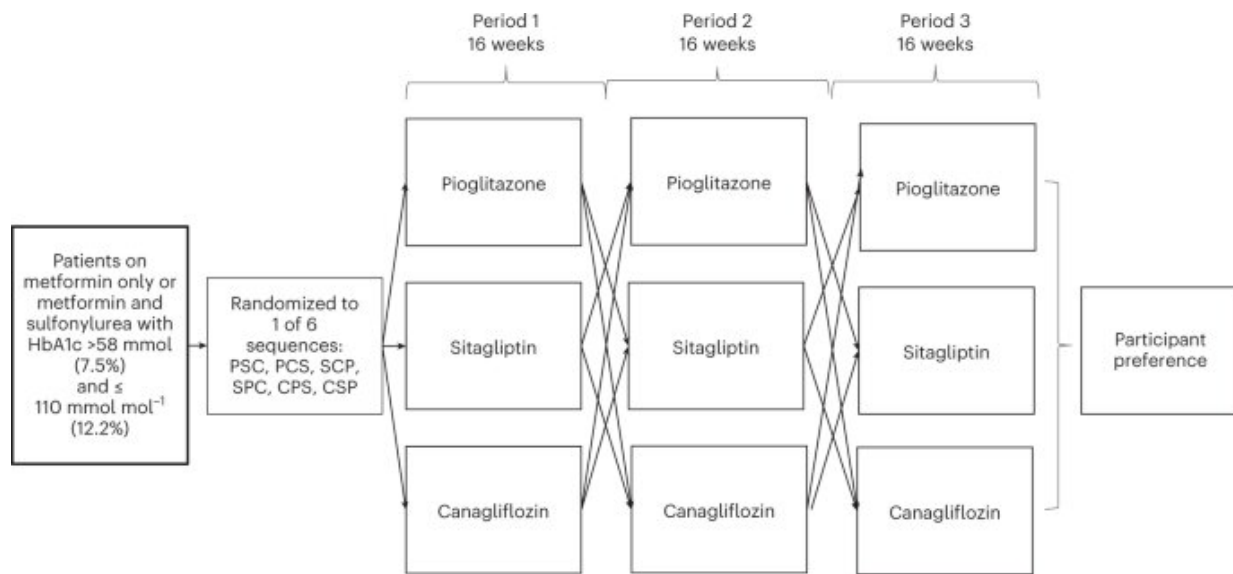 Period 1
16 weeks
Period 2
16 weeks
Period 3
16 weeks
Patients on
metformin only or
metformin and
sulfonylurea with
HbA1c >58 mmol
(7.5%)
and ≤
110 mmol mol⁻¹
(12.2%)
Randomized to
1 of 6
sequences:
PSC, PCS, SCP,
SPC, CPS, CSP
Pioglitazone
Sitagliptin
Canagliflozin
Pioglitazone
Sitagliptin
Canagliflozin
Pioglitazone
Sitagliptin
Canagliflozin
Participant
preference